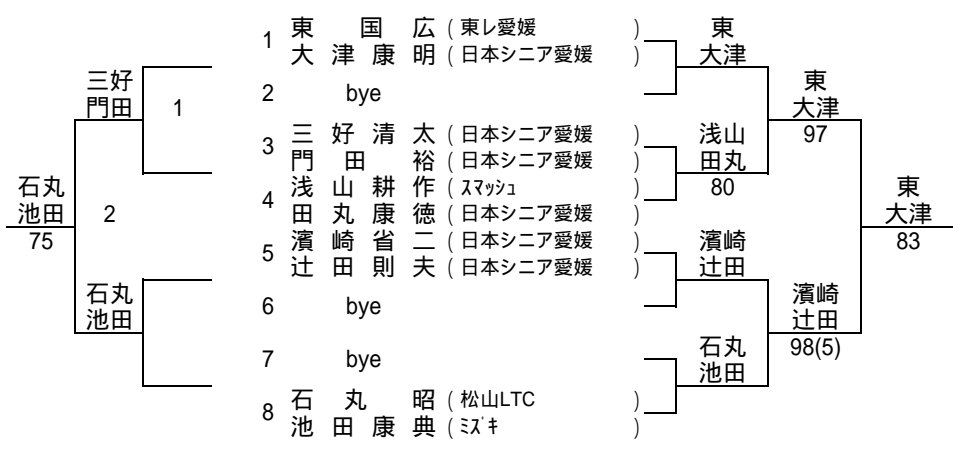 1 東 国 広 ( 東レ愛媛 )
大 津 康 明 ( 日本シニア愛媛 )
2 bye
3 三 好 清 太 ( 日本シニア愛媛 )
門 田 裕 ( 日本シニア愛媛 )
4 浅 山 耕 作 ( ｽﾏｯｼｭ )
田 丸 康 徳 ( 日本シニア愛媛 )
5 濱 崎 省 二 ( 日本シニア愛媛 )
辻 田 則 夫 ( 日本シニア愛媛 )
6 bye
7 bye
8 石 丸 昭 ( 松山LTC )
池 田 康 典 ( ﾐｽﾞｷ )
三好
門田
1
石丸
池田
75
2
石丸
池田
東
大津
浅山
田丸
80
濱崎
辻田
石丸
池田
東
大津
97
濱崎
辻田
98(5)
東
大津
83